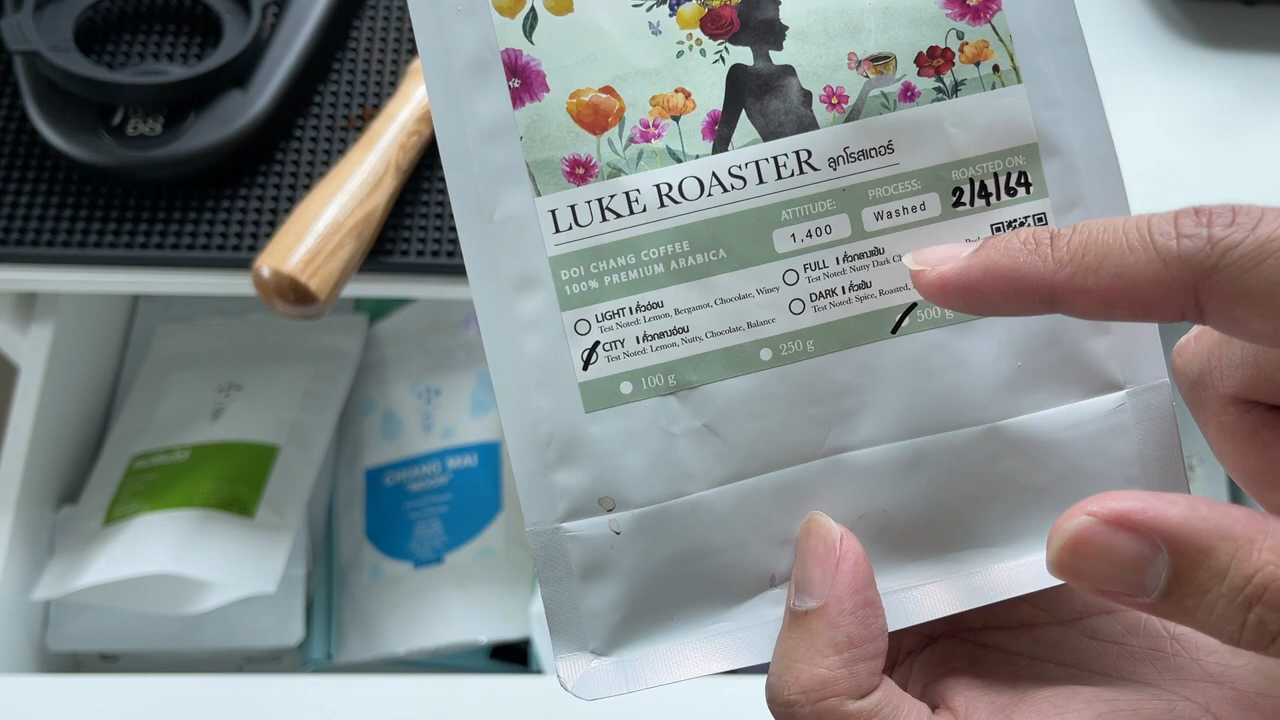 LUKE ROASTER ลูกโรสเตอร์
DOI CHANG COFFEE
100% PREMIUM ARABICA
ATTITUDE:
1,400
PROCESS:
Washed
ROASTED ON:
2/4/64
LIGHT | คั่วอ่อน
Test Noted: Lemon, Bergamot, Chocolate, Winey
CITY | คั่วกลางอ่อน
Test Noted: Lemon, Nutty, Chocolate, Balance
FULL | คั่วกลางเข้ม
Test Noted: Nutty Dark
DARK | คั่วเข้ม
Test Noted: Spice, Roasted,
100 g
250 g
500 g
CHIANG MAI